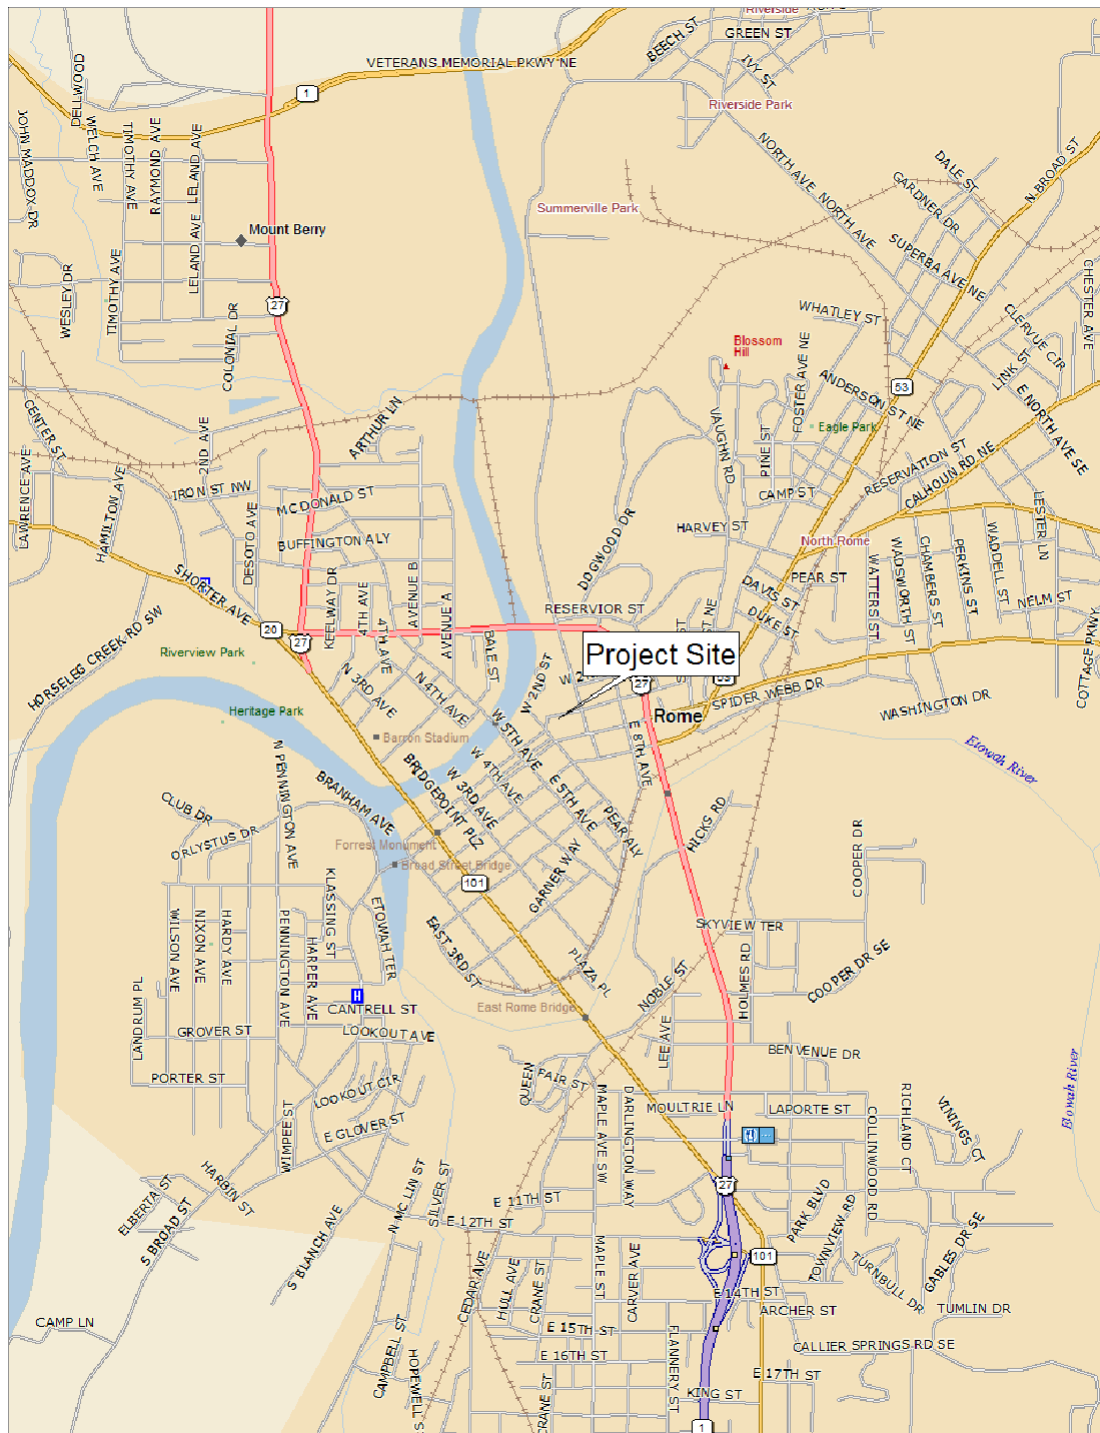 Riverside
BEECH ST
GREEN ST
VETERANS MEMORIAL PKWY NE
IVY ST
DELLWOOD
1
Riverside Park
JOHN MADDOX DR
WELCH AVE
TIMOTHY AVE
RAYMOND AVE
LELAND AVE
NORTH AVE
NORTH AVE
DALE ST
N BROAD ST
GARDNER DR
Summerville Park
Mount Berry
LELAND AVE
SUPERBA AVE NE
WESLEY DR
TIMOTHY AVE
27
CHESTER AVE
WHATLEY ST
CLERVUE CIR
COLONIAL DR
Blossom
Hill
LINK ST
FOSTER AVE NE
ANDERSON ST NE
53
CENTER ST
2ND AVE
ARTHUR LN
VAUGHN RD
PINE ST
Eagle Park
E NORTH AVE SE
LAWRENCE AVE
HAMILTON AVE
IRON ST NW
MC DONALD ST
CAMP ST
RESERVATION ST
CALHOUN RD NE
DESOTO AVE
BUFFINGTON ALY
DOGWOOD DR
HARVEY ST
North Rome
LESTER LN
WADDELL ST
PERKINS ST
CHAMBERS ST
WADSWORTH ST
WATTERS ST
SHORTER AVE
KEELWAY DR
4TH AVE
AVENUE B
AVENUE A
RESERVIOR ST
DAVIS ST
PEAR ST
DUKE ST
NELM ST
HORSELEG CREEK RD SW
20
27
4TH AVE
BALE ST
COTTAGE PKWY
Riverview Park
N 3RD AVE
N 4TH AVE
W 2ND ST
Project Site
27
53
SPIDER WEBB DR
WASHINGTON DR
Heritage Park
Rome
Barron Stadium
W 5TH AVE
E 8TH AVE
Etowah River
N PENNINGTON AVE
BRIDGEPOINT PLZ
W 4TH AVE
W 3RD AVE
BRANHAM AVE
E 5TH AVE
PEAR ALY
CLUB DR
ORLYSTUS DR
HICKS RD
COOPER DR
Forrest Monument
Broad Street Bridge
101
GARNER WAY
KLASSING ST
ETOWAH TER
EAST 3RD ST
WILSON AVE
NIXON AVE
HARDY AVE
PENNINGTON AVE
HARPER AVE
SKYVIEW TER
PLAZA PL
NOBLE ST
HOLMES RD
COOPER DR SE
LANDRUM PL
H
CANTRELL ST
East Rome Bridge
GROVER ST
LOOKOUT AVE
LEE AVE
BENVENUE DR
PORTER ST
LOOKOUT CIR
QUEEN
FAIR ST
MAPLE AVE SW
DARLINGTON WAY
MOULTRIE LN
LAPORTE ST
RICHLAND CT
VININGS CT
COLLINWOOD RD
Etowah River
WIMPEE ST
E GLOVER ST
HARBIN ST
ELBERTA ST
S BROAD ST
N MC LIN ST
SILVER ST
E 11TH ST
E 12TH ST
27
PARK BLVD
TOWNVIEW RD
GABLES DR SE
S BLANCH AVE
CEDAR AVE
HULL AVE
CRANE ST
MAPLE ST
CARVER AVE
101
TURNBULL DR
E 14TH ST
ARCHER ST
TUMLIN DR
CAMP LN
E 15TH ST
CALLIER SPRINGS RD SE
E 16TH ST
CAMPBELL ST
HOPEWELL S
CRANE ST
FLANNERY ST
E 17TH ST
KING ST
1